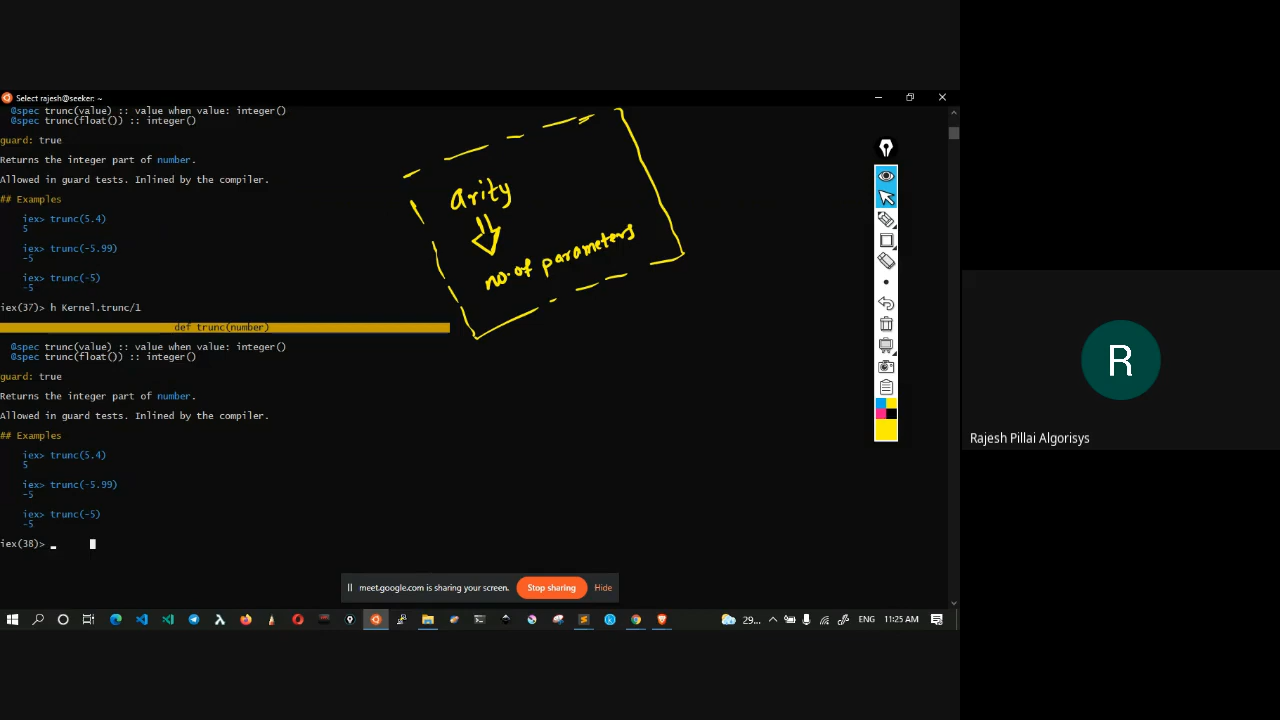 Select rajesh@seeker: ~
@spec trunc(value) :: value when value: integer()
@spec trunc(float()) :: integer()
guard: true
Returns the integer part of number.
Allowed in guard tests. Inlined by the compiler.
## Examples
iex> trunc(5.4)
5
iex> trunc(-5.99)
-5
iex> trunc(-5)
-5
iex(37)> h Kernel.trunc/1
def trunc(number)
@spec trunc(value) :: value when value: integer()
@spec trunc(float()) :: integer()
guard: true
Returns the integer part of number.
Allowed in guard tests. Inlined by the compiler.
## Examples
iex> trunc(5.4)
5
iex> trunc(-5.99)
-5
iex> trunc(-5)
-5
iex(38)> _
arity
no. of parameters
R
Rajesh Pillai Algorisys
meet.google.com is sharing your screen. Stop sharing Hide
29... ENG 11:25 AM